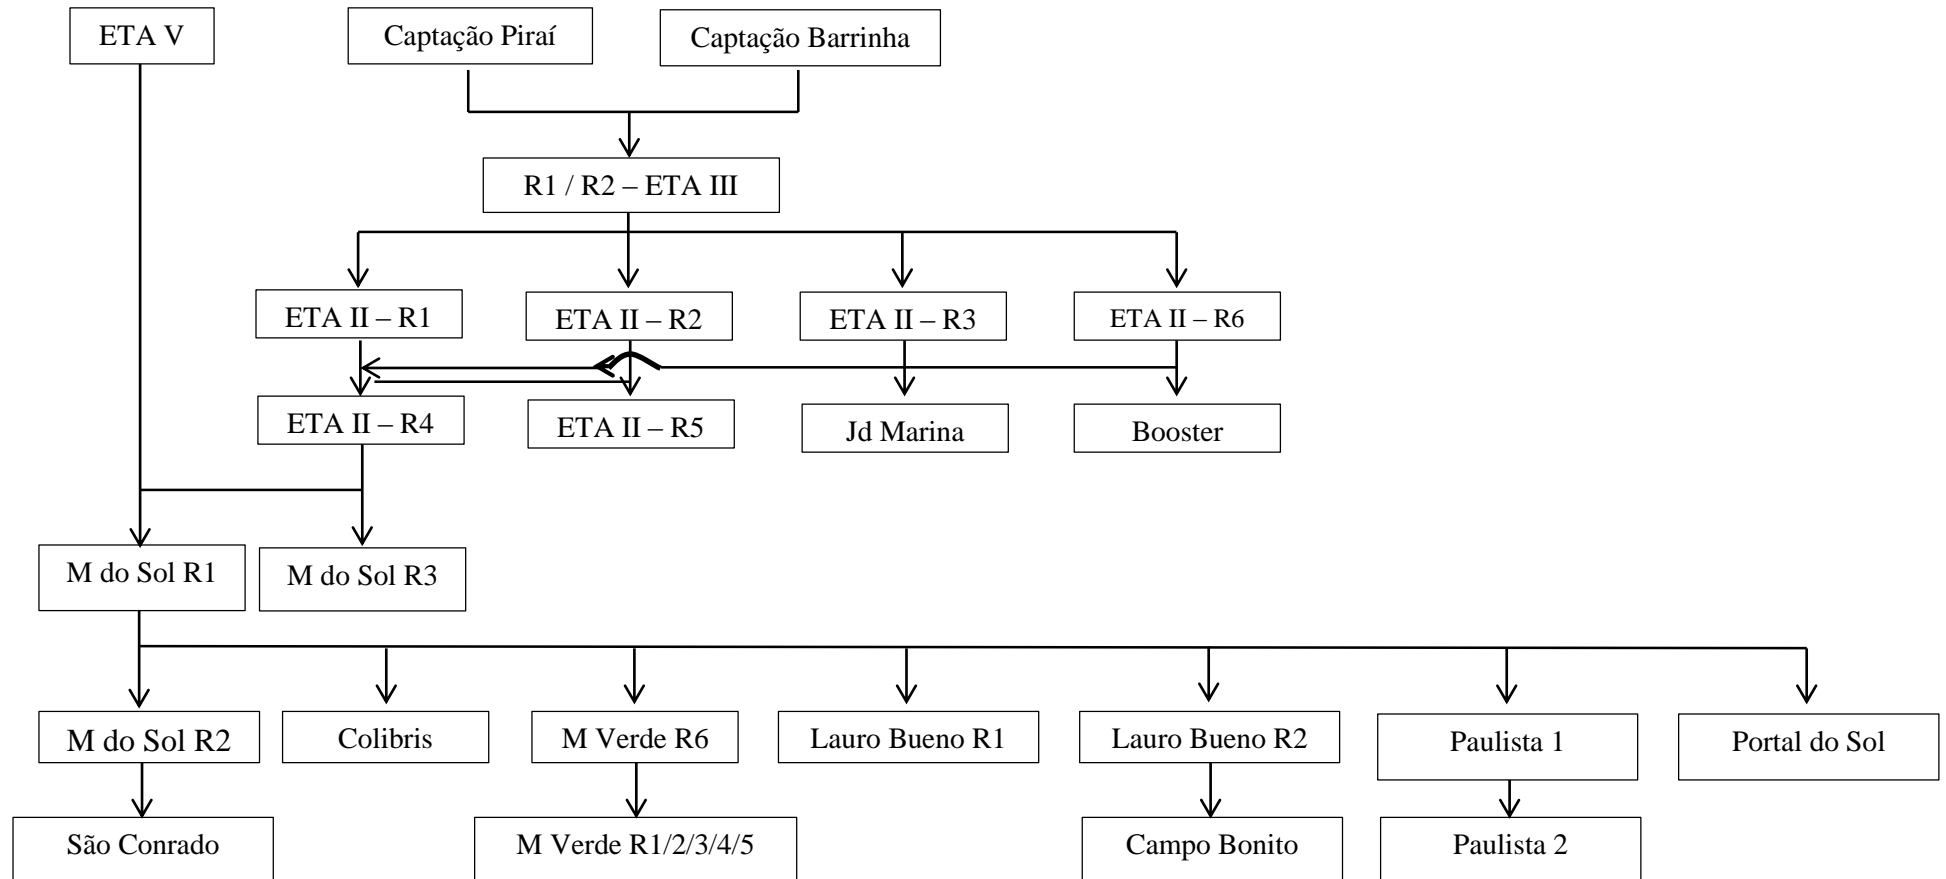 ETA V
Captação Piraí
Captação Barrinha
R1 / R2 – ETA III
ETA II – R1
ETA II – R2
ETA II – R3
ETA II – R6
ETA II – R4
ETA II – R5
Jd Marina
Booster
M do Sol R1
M do Sol R3
M do Sol R2
Colibris
M Verde R6
Lauro Bueno R1
Lauro Bueno R2
Paulista 1
Portal do Sol
São Conrado
M Verde R1/2/3/4/5
Campo Bonito
Paulista 2